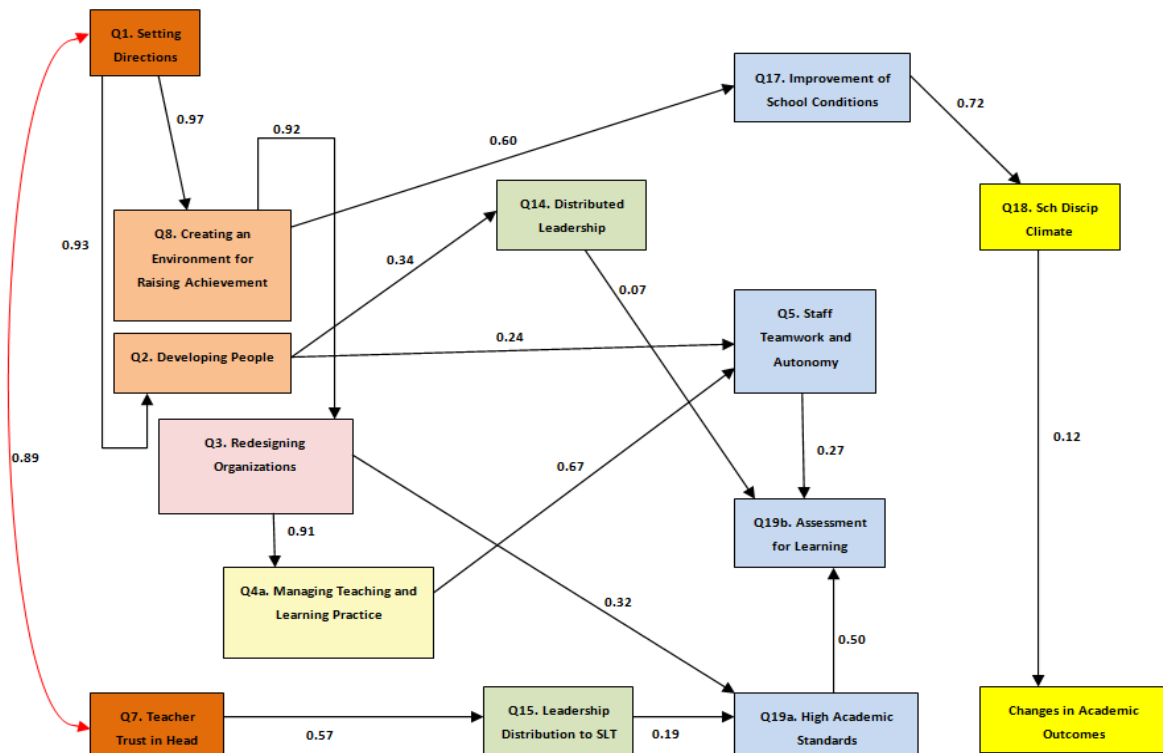 Q1. Setting
Directions
0.97
0.92
0.93
Q8. Creating an
Environment for
Raising Achievement
0.60
Q17. Improvement of
School Conditions
0.72
Q14. Distributed
Leadership
Q18. Sch Discip
Climate
0.34
0.07
Q2. Developing People
0.24
Q5. Staff
Teamwork and
Autonomy
0.89
Q3. Redesigning
Organizations
0.67
0.27
0.12
0.91
Q19b. Assessment
for Learning
Q4a. Managing Teaching and
Learning Practice
0.32
0.50
Q7. Teacher
Trust in Head
0.57
Q15. Leadership
Distribution to SLT
0.19
Q19a. High Academic
Standards
Changes in Academic
Outcomes